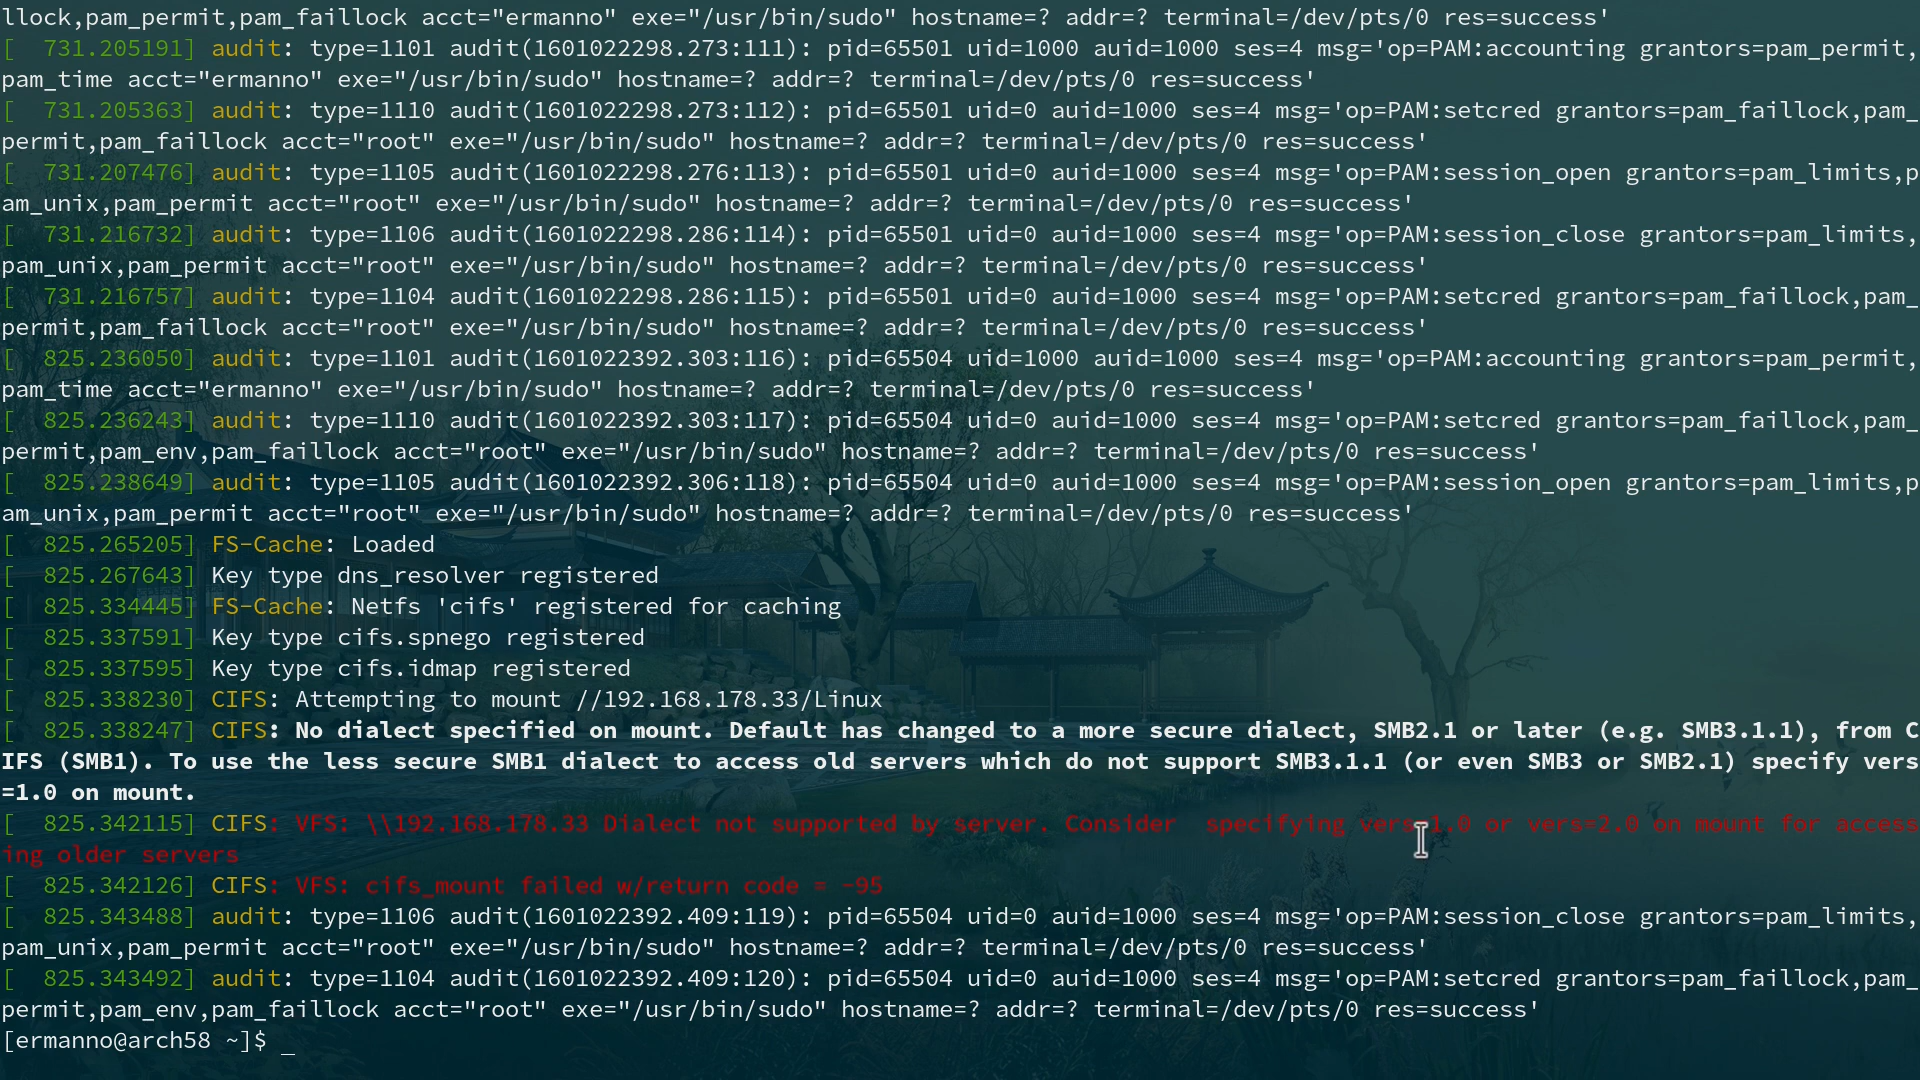 llock,pam_permit,pam_faillock acct="ermanno" exe="/usr/bin/sudo" hostname=? addr=? terminal=/dev/pts/0 res=success'
[  731.205191] audit: type=1101 audit(1601022298.273:111): pid=65501 uid=1000 auid=1000 ses=4 msg='op=PAM:accounting grantors=pam_permit,
pam_time acct="ermanno" exe="/usr/bin/sudo" hostname=? addr=? terminal=/dev/pts/0 res=success'
[  731.205363] audit: type=1110 audit(1601022298.273:112): pid=65501 uid=0 auid=1000 ses=4 msg='op=PAM:setcred grantors=pam_faillock,pam_
permit,pam_faillock acct="root" exe="/usr/bin/sudo" hostname=? addr=? terminal=/dev/pts/0 res=success'
[  731.207476] audit: type=1105 audit(1601022298.276:113): pid=65501 uid=0 auid=1000 ses=4 msg='op=PAM:session_open grantors=pam_limits,p
am_unix,pam_permit acct="root" exe="/usr/bin/sudo" hostname=? addr=? terminal=/dev/pts/0 res=success'
[  731.216732] audit: type=1106 audit(1601022298.286:114): pid=65501 uid=0 auid=1000 ses=4 msg='op=PAM:session_close grantors=pam_limits,
pam_unix,pam_permit acct="root" exe="/usr/bin/sudo" hostname=? addr=? terminal=/dev/pts/0 res=success'
[  731.216757] audit: type=1104 audit(1601022298.286:115): pid=65501 uid=0 auid=1000 ses=4 msg='op=PAM:setcred grantors=pam_faillock,pam_
permit,pam_faillock acct="root" exe="/usr/bin/sudo" hostname=? addr=? terminal=/dev/pts/0 res=success'
[  825.236050] audit: type=1101 audit(1601022392.303:116): pid=65504 uid=1000 auid=1000 ses=4 msg='op=PAM:accounting grantors=pam_permit,
pam_time acct="ermanno" exe="/usr/bin/sudo" hostname=? addr=? terminal=/dev/pts/0 res=success'
[  825.236243] audit: type=1110 audit(1601022392.303:117): pid=65504 uid=0 auid=1000 ses=4 msg='op=PAM:setcred grantors=pam_faillock,pam_
permit,pam_env,pam_faillock acct="root" exe="/usr/bin/sudo" hostname=? addr=? terminal=/dev/pts/0 res=success'
[  825.238649] audit: type=1105 audit(1601022392.306:118): pid=65504 uid=0 auid=1000 ses=4 msg='op=PAM:session_open grantors=pam_limits,p
am_unix,pam_permit acct="root" exe="/usr/bin/sudo" hostname=? addr=? terminal=/dev/pts/0 res=success'
[  825.265205] FS-Cache: Loaded
[  825.267643] Key type dns_resolver registered
[  825.334445] FS-Cache: Netfs 'cifs' registered for caching
[  825.337591] Key type cifs.spnego registered
[  825.337595] Key type cifs.idmap registered
[  825.338230] CIFS: Attempting to mount //192.168.178.33/Linux
[  825.338247] CIFS: No dialect specified on mount. Default has changed to a more secure dialect, SMB2.1 or later (e.g. SMB3.1.1), from C
IFS (SMB1). To use the less secure SMB1 dialect to access old servers which do not support SMB3.1.1 (or even SMB3 or SMB2.1) specify vers
=1.0 on mount.
[  825.342115] CIFS: VFS: \\192.168.178.33 Dialect not supported by server. Consider  specifying vers=1.0 or vers=2.0 on mount for access
ing older servers
[  825.342126] CIFS: VFS: cifs_mount failed w/return code = -95
[  825.343488] audit: type=1106 audit(1601022392.409:119): pid=65504 uid=0 auid=1000 ses=4 msg='op=PAM:session_close grantors=pam_limits,
pam_unix,pam_permit acct="root" exe="/usr/bin/sudo" hostname=? addr=? terminal=/dev/pts/0 res=success'
[  825.343492] audit: type=1104 audit(1601022392.409:120): pid=65504 uid=0 auid=1000 ses=4 msg='op=PAM:setcred grantors=pam_faillock,pam_
permit,pam_env,pam_faillock acct="root" exe="/usr/bin/sudo" hostname=? addr=? terminal=/dev/pts/0 res=success'
[ermanno@arch58 ~]$ _